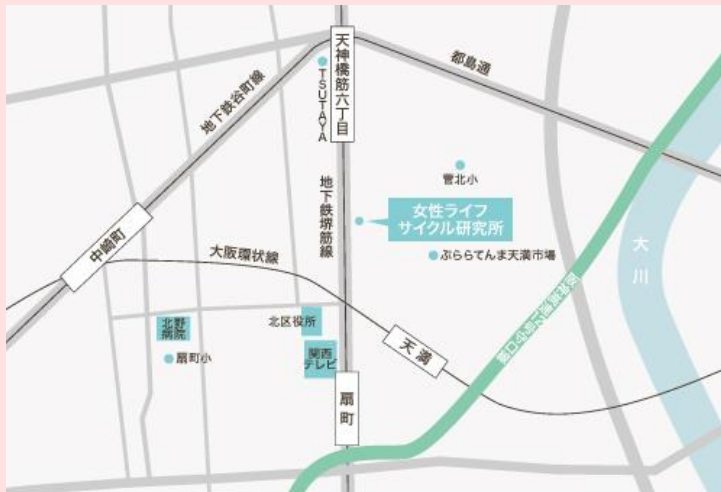 天神橋筋六丁目
TSUTAYA
都島通
地下鉄谷町線
菅北小
地下鉄堺筋線
女性ライフ
サイクル研究所
中崎町
大阪環状線
ぷららてんま天満市場
大川
北野
病院
北区役所
天満
扇町小
関西
テレビ
扇町